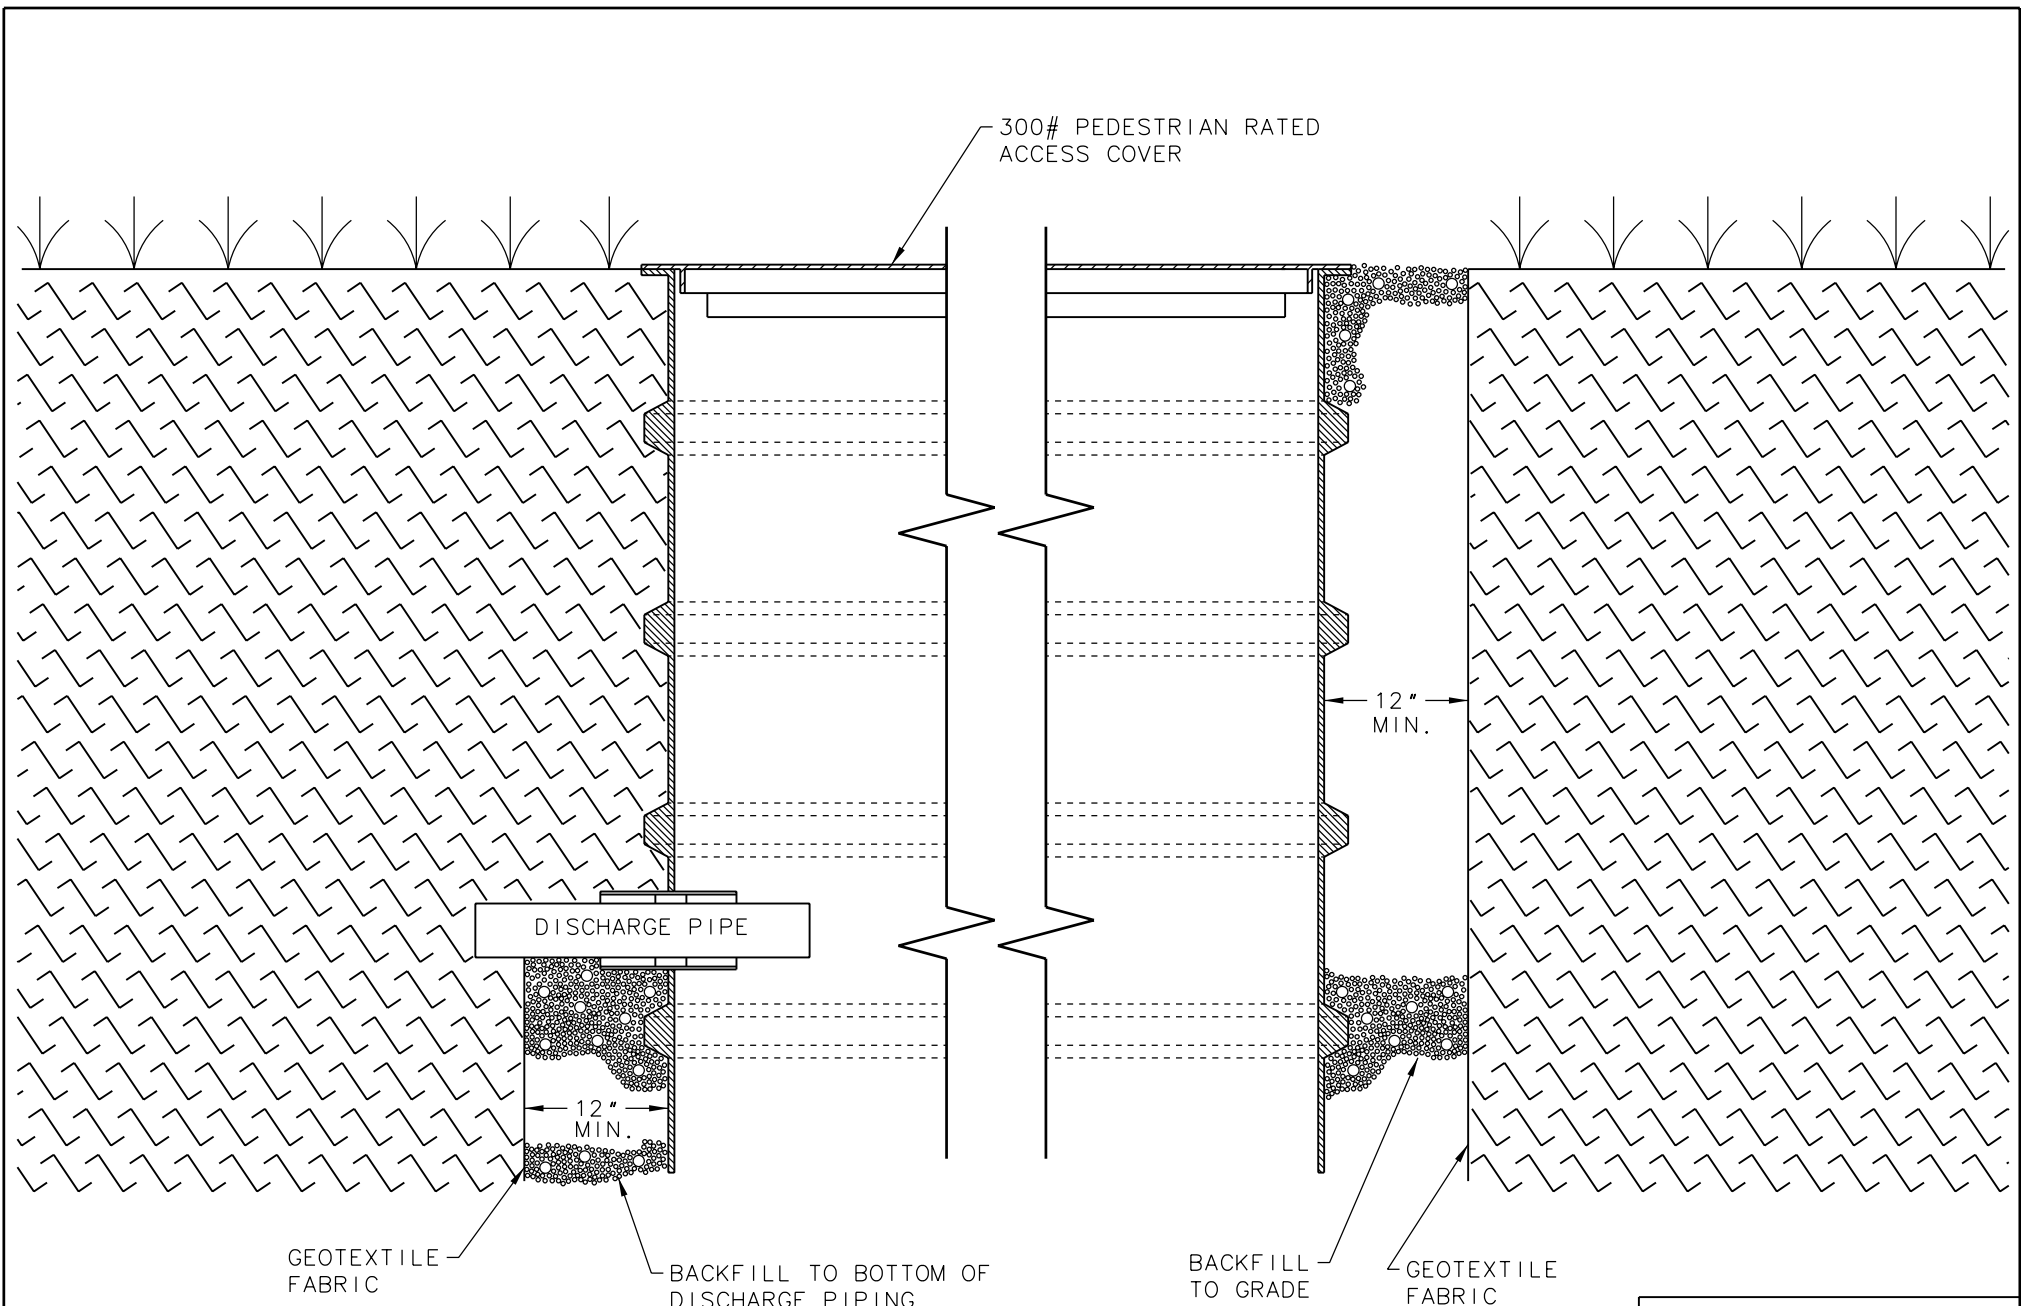 300# PEDESTRIAN RATED
ACCESS COVER
12"
MIN.
DISCHARGE PIPE
12"
MIN.
GEOTEXTILE
FABRIC
BACKFILL TO BOTTOM OF
DISCHARGE PIPING
BACKFILL
TO GRADE
GEOTEXTILE
FABRIC